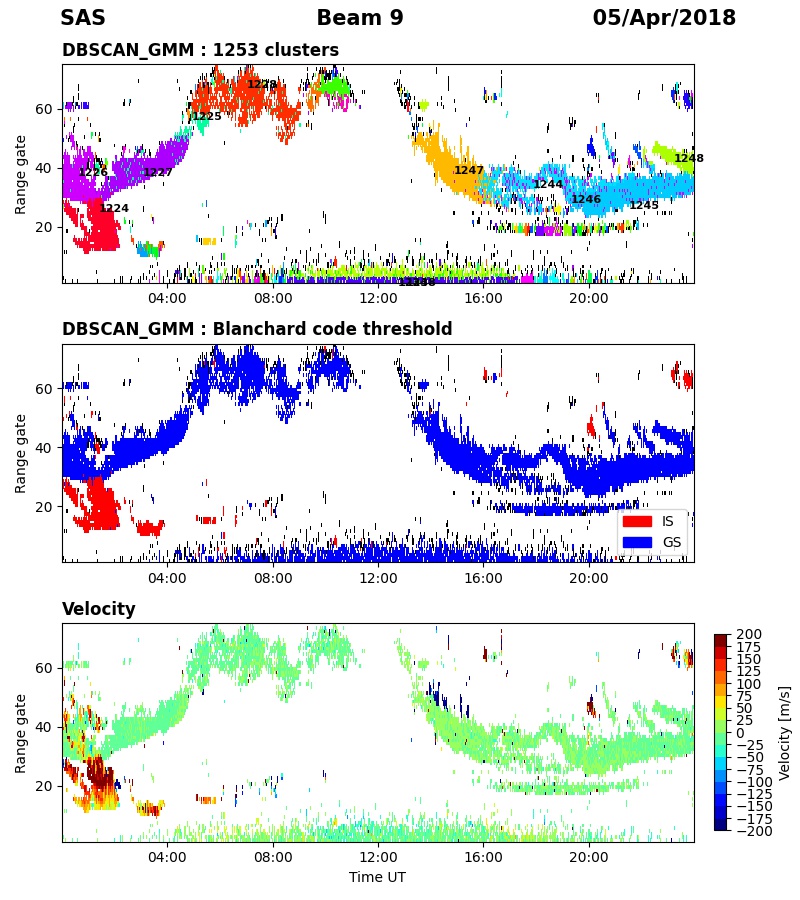 SAS Beam 9 05/Apr/2018
DBSCAN_GMM : 1253 clusters
Range gate
60
40
20
1228
1225
1226
1227
1224
1247
1244
1246
1245
1248
04:00 08:00 12:00 16:00 20:00
DBSCAN_GMM : Blanchard code threshold
Range gate
60
40
20
IS
GS
04:00 08:00 12:00 16:00 20:00
Velocity
Range gate
60
40
20
04:00 08:00 12:00 16:00 20:00
Time UT
200
175
150
125
100
75
50
25
0
−25
−50
−75
−100
−125
−150
−175
−200
Velocity [m/s]